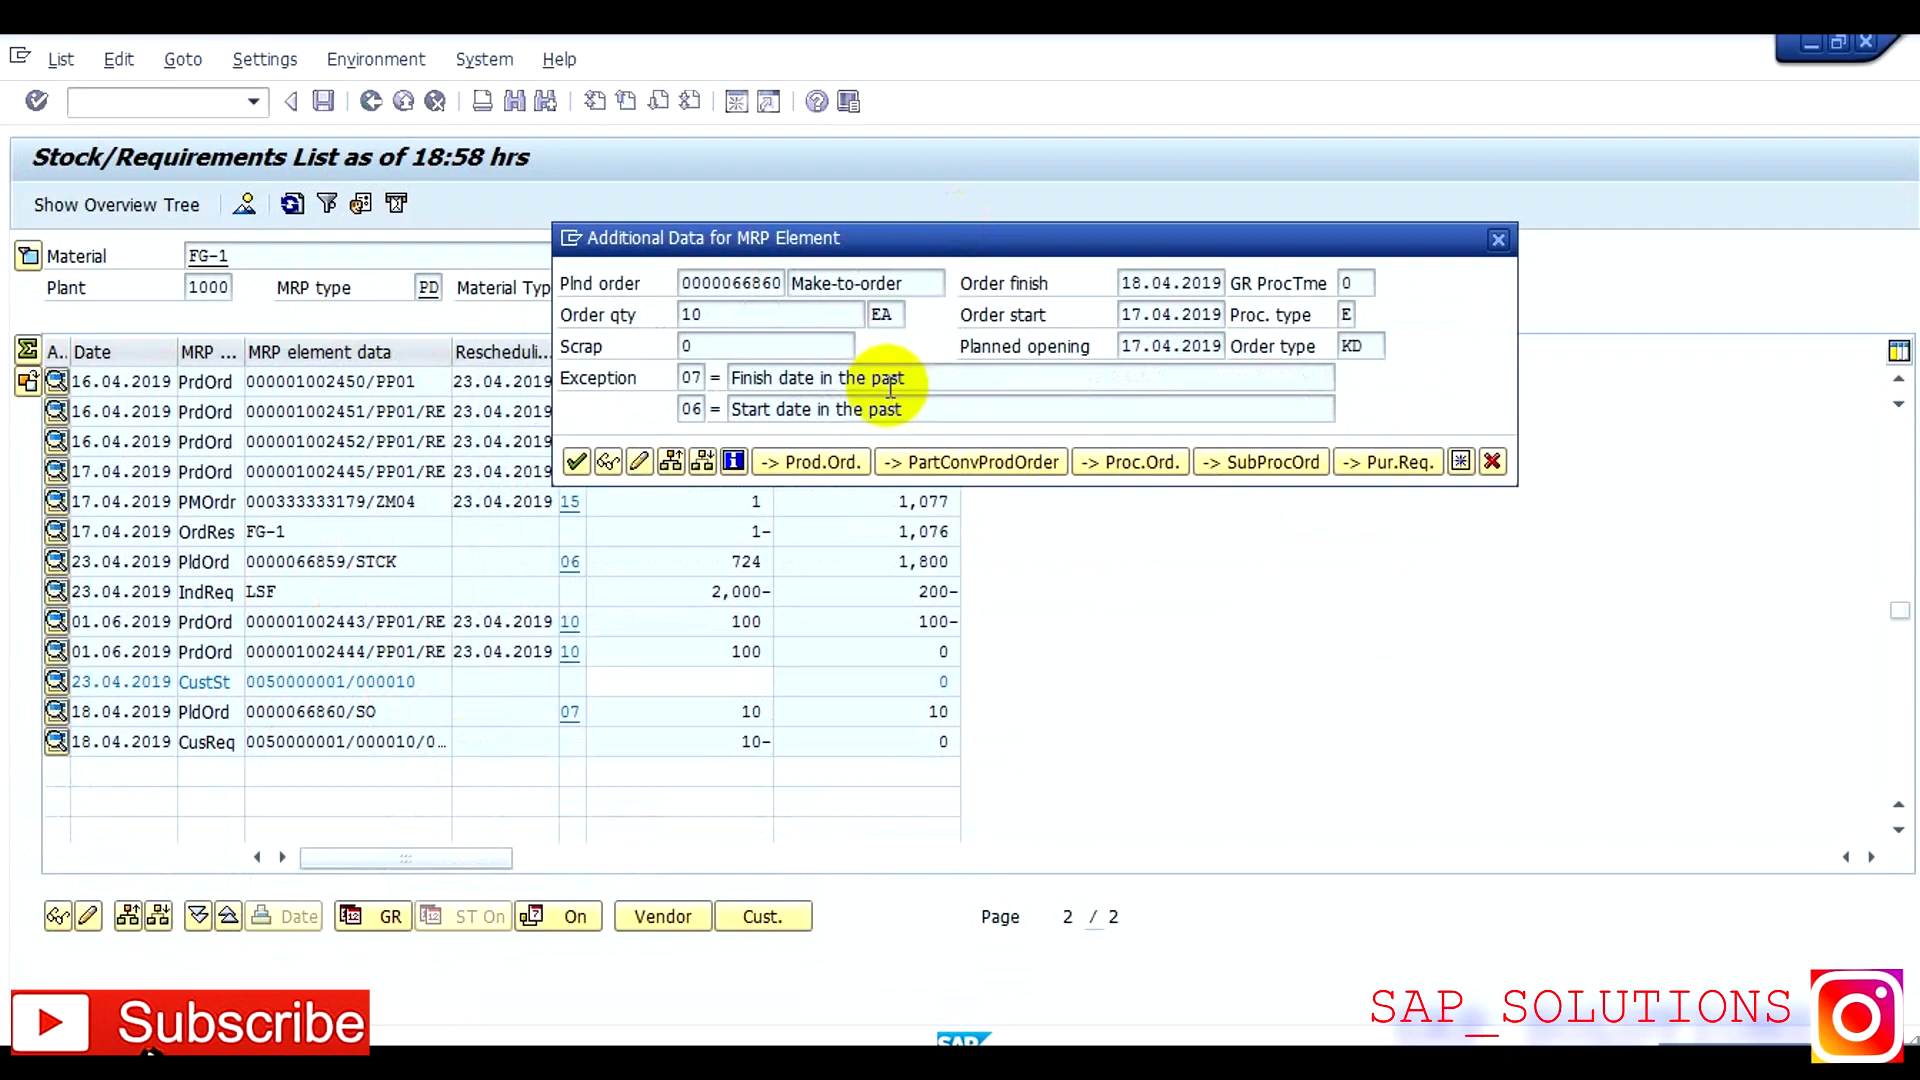 List Edit Goto Settings Environment System Help
Stock/Requirements List as of 18:58 hrs
Show Overview Tree
Material FG-1
Plant 1000 MRP type PD Material Typ
Additional Data for MRP Element
Plnd order 0000066860 Make-to-order Order finish 18.04.2019 GR ProcTme 0
Order qty 10 EA Order start 17.04.2019 Proc. type E
Scrap 0 Planned opening 17.04.2019 Order type KD
Exception 07 = Finish date in the past
06 = Start date in the past
-> Prod.Ord. -> PartConvProdOrder -> Proc.Ord. -> SubProcOrd -> Pur.Req.
A.. Date MRP ... MRP element data Rescheduli...
16.04.2019 PrdOrd 000001002450/PP01 23.04.2019
16.04.2019 PrdOrd 000001002451/PP01/RE 23.04.2019
16.04.2019 PrdOrd 000001002452/PP01/RE 23.04.2019
17.04.2019 PrdOrd 000001002445/PP01/RE 23.04.2019
17.04.2019 PMOrdr 000333333179/ZM04 23.04.2019 15 1 1,077
17.04.2019 OrdRes FG-1 1- 1,076
23.04.2019 PldOrd 0000066859/STCK 06 724 1,800
23.04.2019 IndReq LSF 2,000- 200-
01.06.2019 PrdOrd 000001002443/PP01/RE 23.04.2019 10 100 100-
01.06.2019 PrdOrd 000001002444/PP01/RE 23.04.2019 10 100 0
23.04.2019 CustSt 0050000001/000010 0
18.04.2019 PldOrd 0000066860/SO 07 10 10
18.04.2019 CusReq 0050000001/000010/0... 10- 0
Date GR ST On On Vendor Cust. Page 2 / 2
Subscribe
SAP_SOLUTIONS
SAP